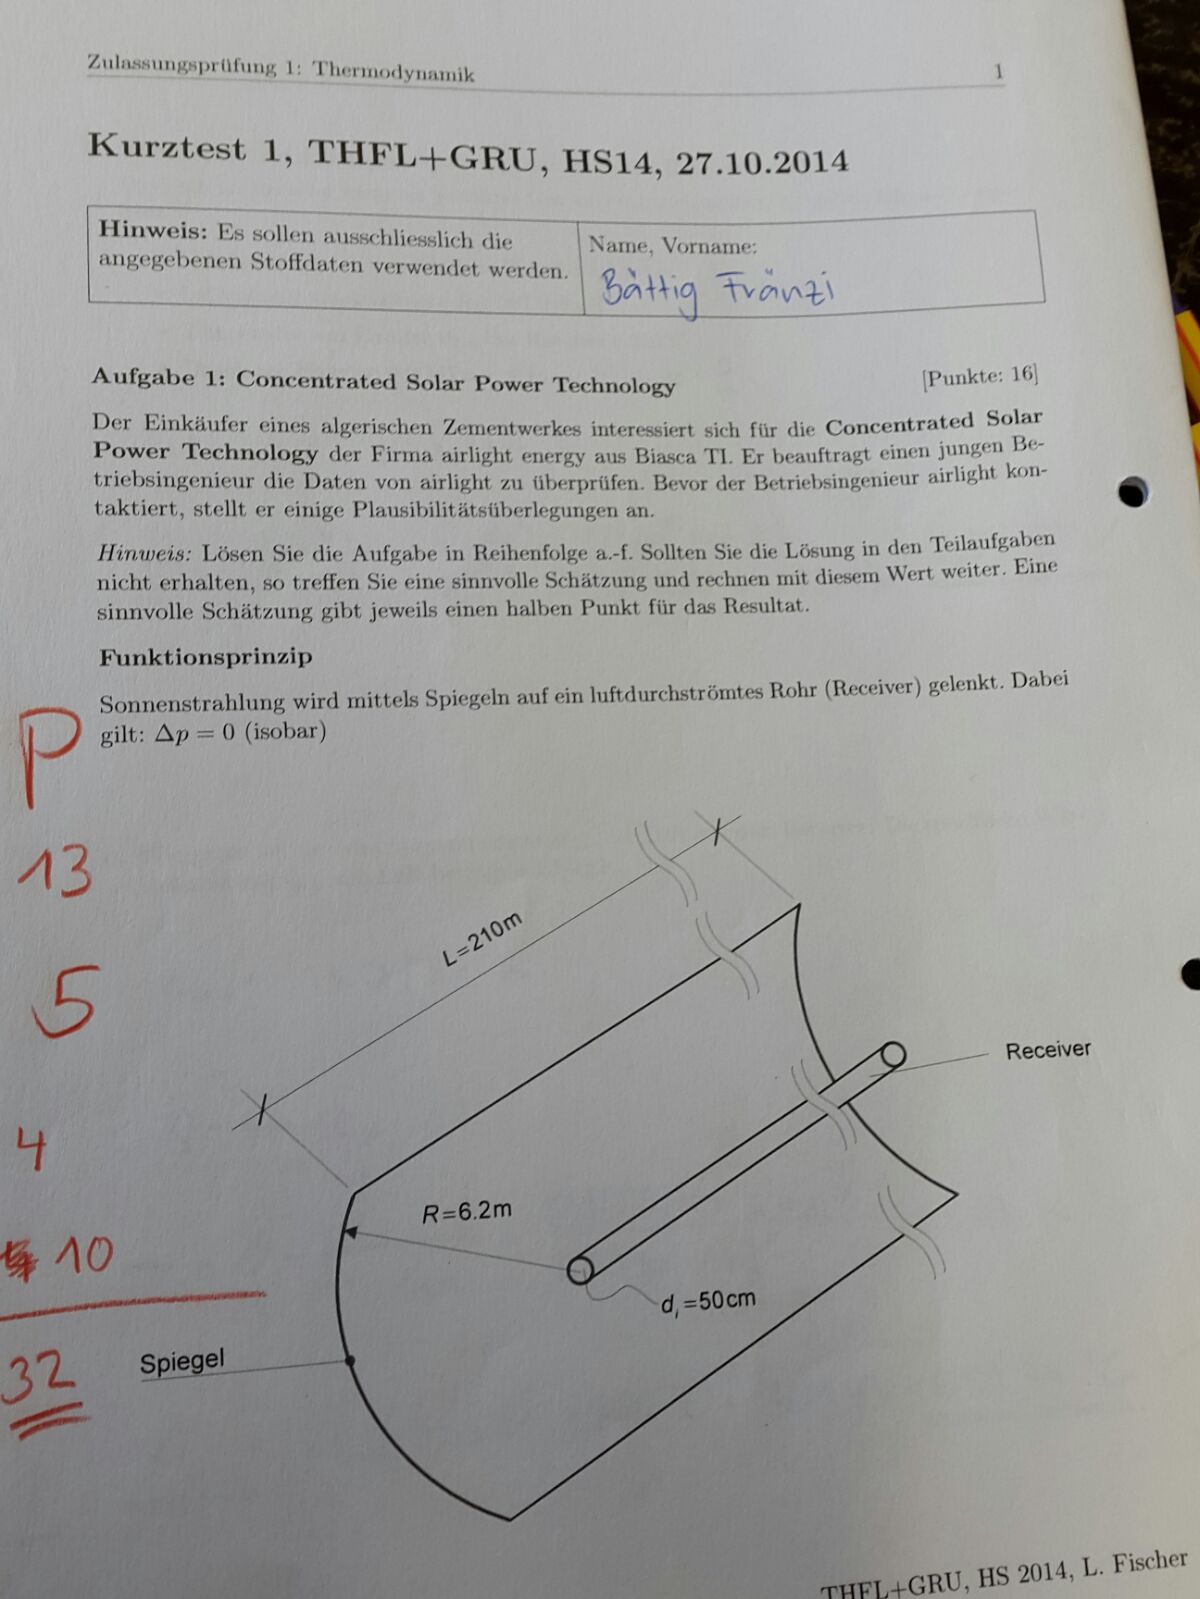 Zulassungsprüfung 1: Thermodynamik 1
Kurztest 1, THFL+GRU, HS14, 27.10.2014
Hinweis: Es sollen ausschliesslich die
angegebenen Stoffdaten verwendet werden.
Name, Vorname:
Bättig Fränzi
Aufgabe 1: Concentrated Solar Power Technology [Punkte: 16]
Der Einkäufer eines algerischen Zementwerkes interessiert sich für die Concentrated Solar
Power Technology der Firma airlight energy aus Biasca TI. Er beauftragt einen jungen Be-
triebsingenieur die Daten von airlight zu überprüfen. Bevor der Betriebsingenieur airlight kon-
taktiert, stellt er einige Plausibilitätsüberlegungen an.
Hinweis: Lösen Sie die Aufgabe in Reihenfolge a.-f. Sollten Sie die Lösung in den Teilaufgaben
nicht erhalten, so treffen Sie eine sinnvolle Schätzung und rechnen mit diesem Wert weiter. Eine
sinnvolle Schätzung gibt jeweils einen halben Punkt für das Resultat.
Funktionsprinzip
Sonnenstrahlung wird mittels Spiegeln auf ein luftdurchströmtes Rohr (Receiver) gelenkt. Dabei
gilt: Δp = 0 (isobar)
P
13
5
4
10
32
L=210m
Receiver
R=6.2m
di=50cm
Spiegel
THFL+GRU, HS 2014, L. Fischer